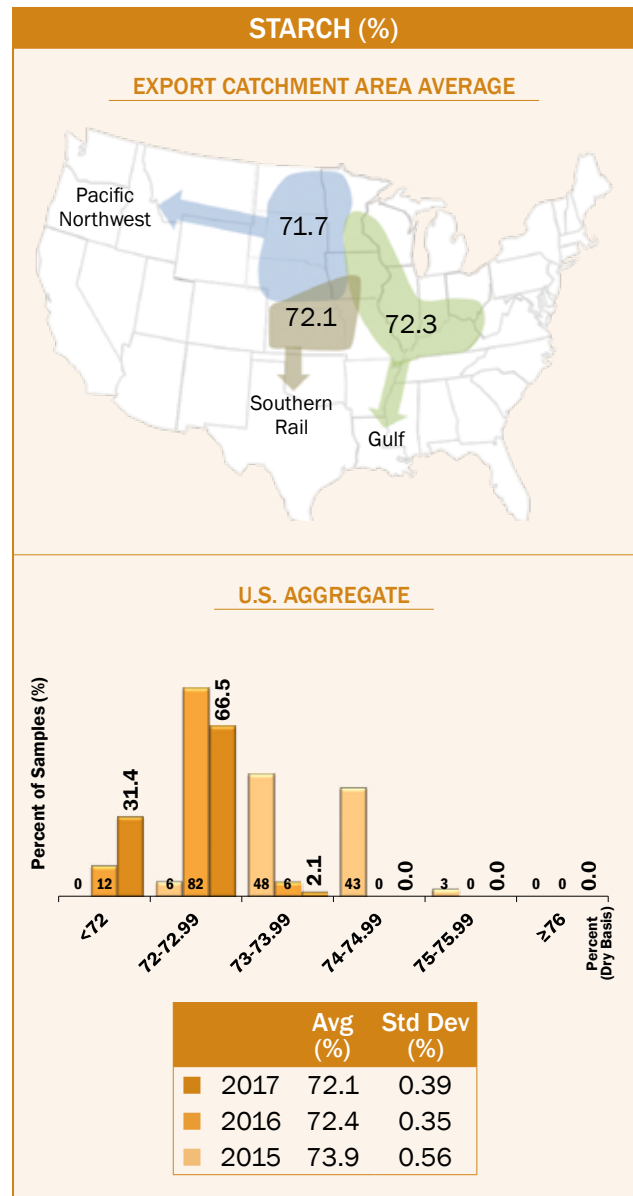 STARCH (%)
EXPORT CATCHMENT AREA AVERAGE
Pacific
Northwest
71.7
72.1
72.3
Southern
Rail
Gulf
U.S. AGGREGATE
Percent of Samples (%)
0 12 31.4 6 82 66.5 48 6 2.1 43 0 0.0 3 0 0.0 0 0 0.0
<72 72-72.99 73-73.99 74-74.99 75-75.99 ≥76
Percent
(Dry Basis)
Avg Std Dev
(%) (%)
2017 72.1 0.39
2016 72.4 0.35
2015 73.9 0.56